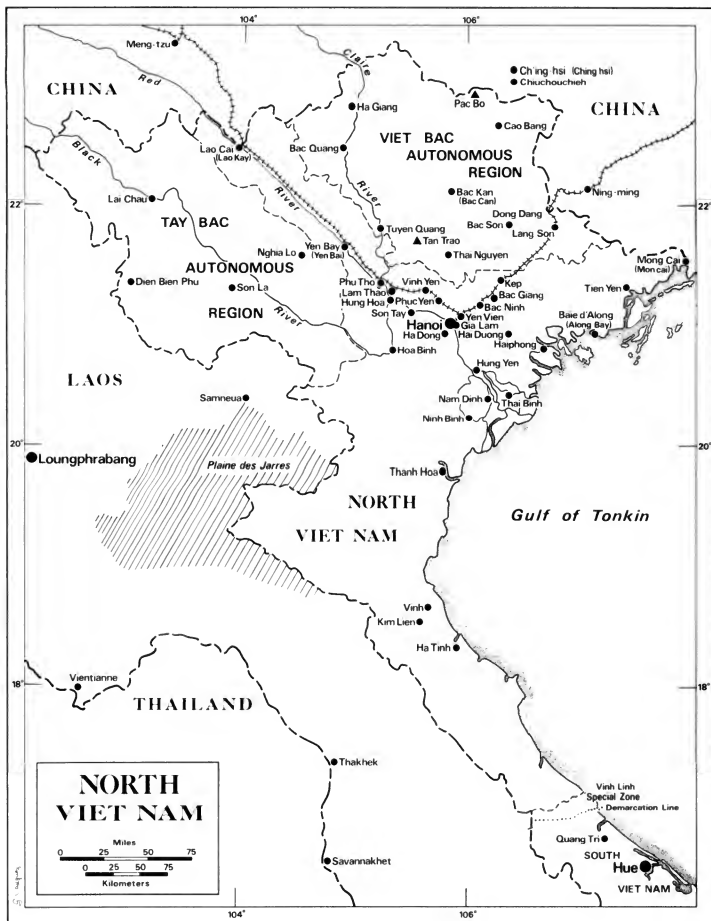 104°
106°
Meng-tzu
CHINA
Red
Claire
Ch'ing-hsi (Ching hsi)
Chiuchouchieh
Pac Bo
CHINA
Ha Giang
Cao Bang
VIET BAC
AUTONOMOUS
REGION
Lao Cai
(Lao Kay)
Bac Quang
Black
River
River
Bac Kan
(Bac Can)
Ning-ming
22°
22°
Lai Chau
TAY BAC
AUTONOMOUS
REGION
Dong Dang
Bac Son
Lang Son
Tuyen Quang
Tan Trao
Nghia Lo
Yen Bay
(Yen Bai)
Thai Nguyen
Mong Cai
(Moncai)
Dien Bien Phu
Son La
Phu Tho
Lam Thao
Hung Hoa
Vinh Yen
Phuc Yen
Kep
Bac Giang
Bac Ninh
Tien Yen
River
Son Tay
Hanoi
Yen Vien
Gia Lam
Ha Dong
Hai Duong
Baie d'Along
(Along Bay)
Haiphong
Hoa Binh
Hung Yen
LAOS
Samneua
Nam Dinh
Thai Binh
Ninh Binh
20°
20°
Loungphrabang
Plaine des Jarres
Thanh Hoa
NORTH
VIET NAM
Gulf of Tonkin
Vinh
Kim Lien
Ha Tinh
18°
18°
Vientianne
THAILAND
Thakhek
Vinh Linh
Special Zone
Demarcation Line
Quang Tri
SOUTH
Hue
VIET NAM
Savannakhet
NORTH
VIET NAM
Miles
0 25 50 75
0 25 50 75
Kilometers
104°
106°